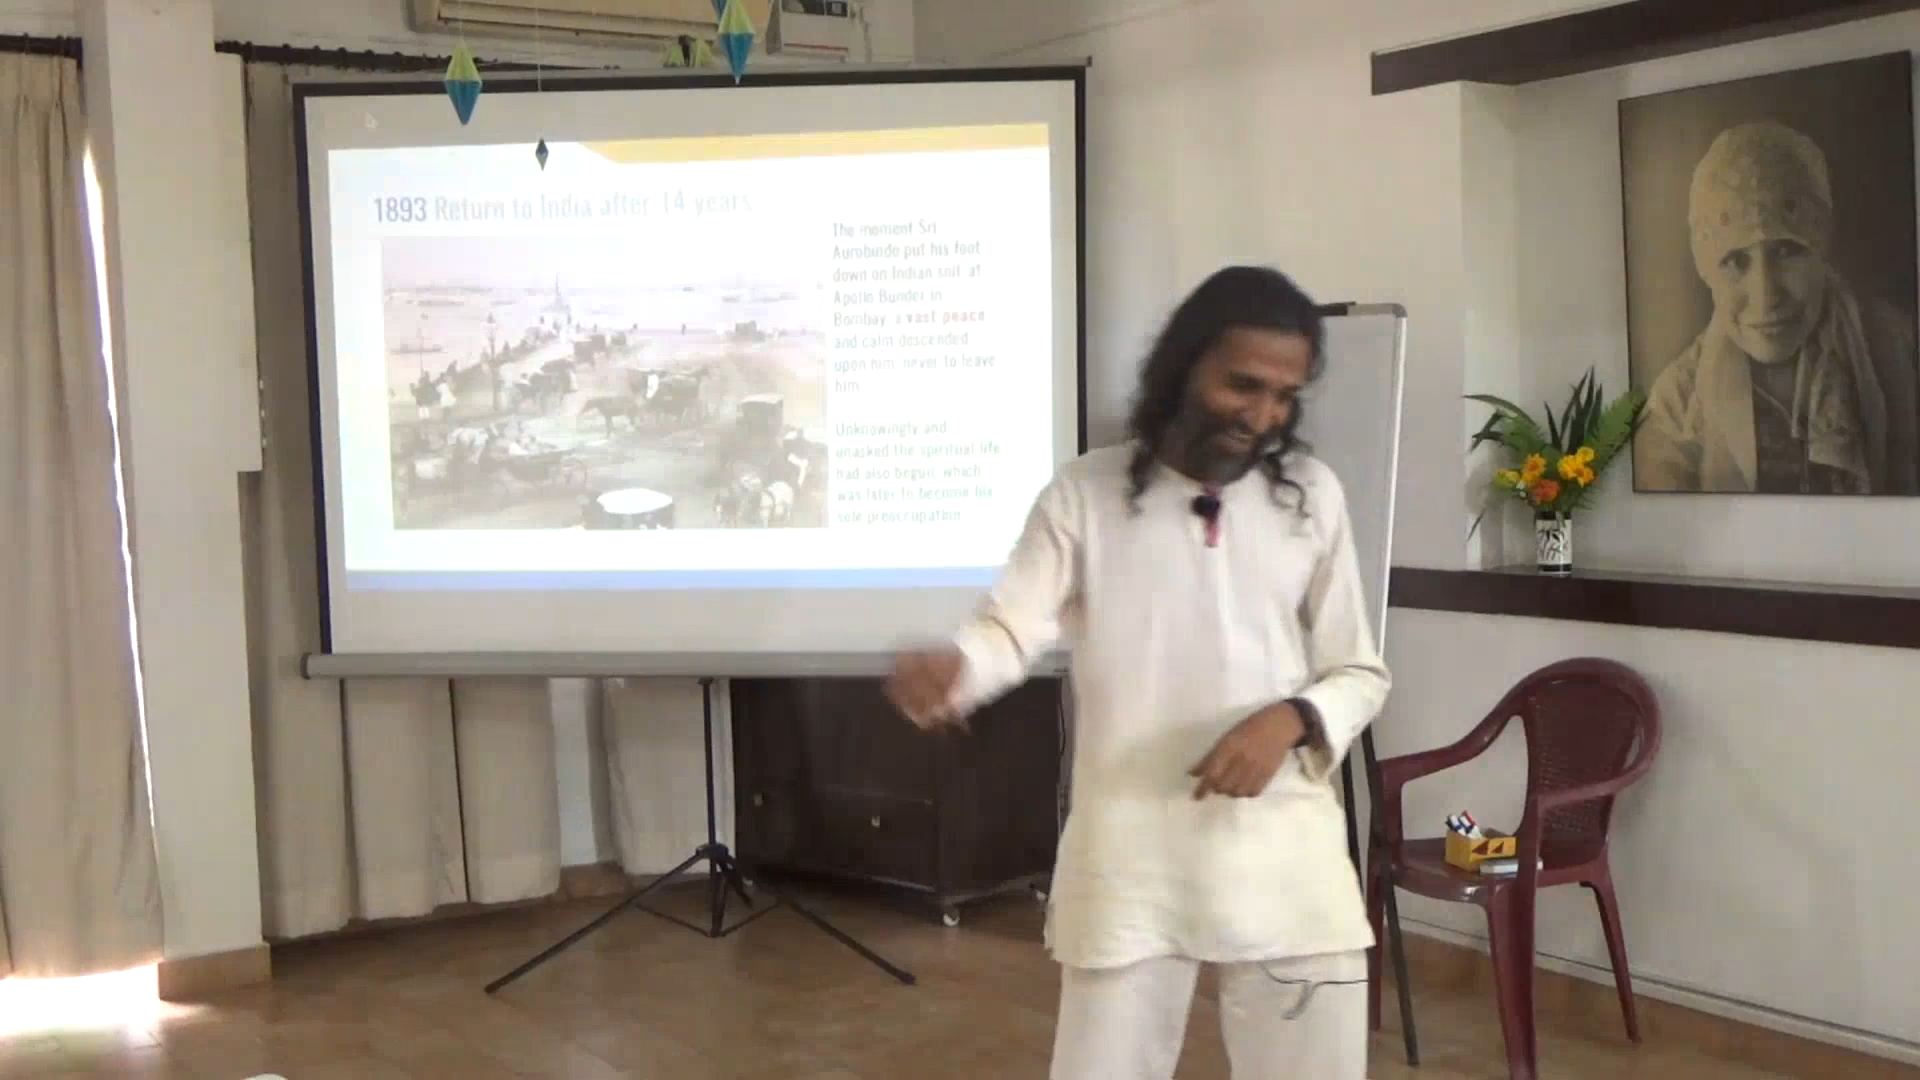 1893 Return to India after 14 years
The moment Sri
Aurobindo put his foot
down on Indian soil at
Apollo Bunder in
Bombay, a vast peace
and calm descended
upon him, never to leave
him.
Unknowingly and
unasked the spiritual life
had also begun, which
was later to become his
sole preoccupation.